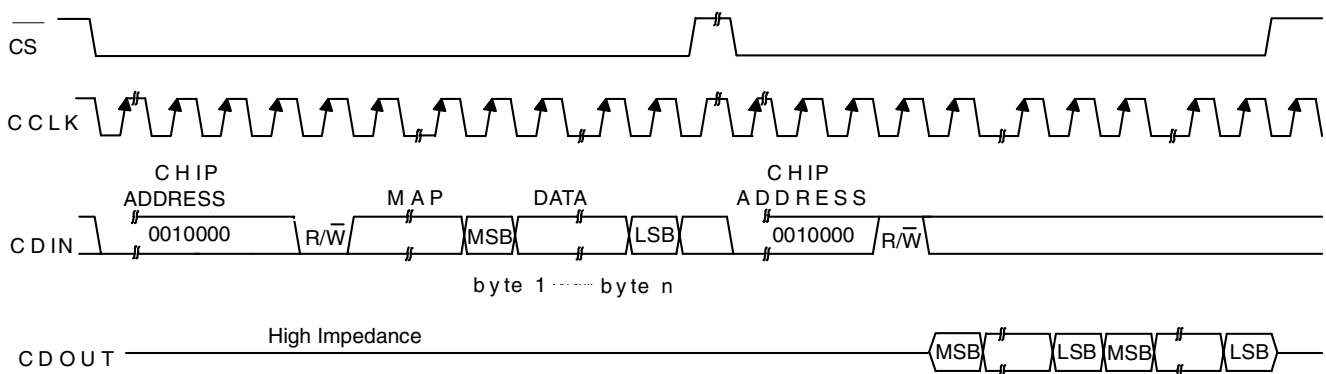 CS
CCLK
CHIP
ADDRESS
MAP
DATA
CHIP
ADDRESS
CDIN
0010000
R/W
MSB
LSB
0010000
R/W
byte 1 ........ byte n
High Impedance
CDOUT
MSB
LSB
MSB
LSB